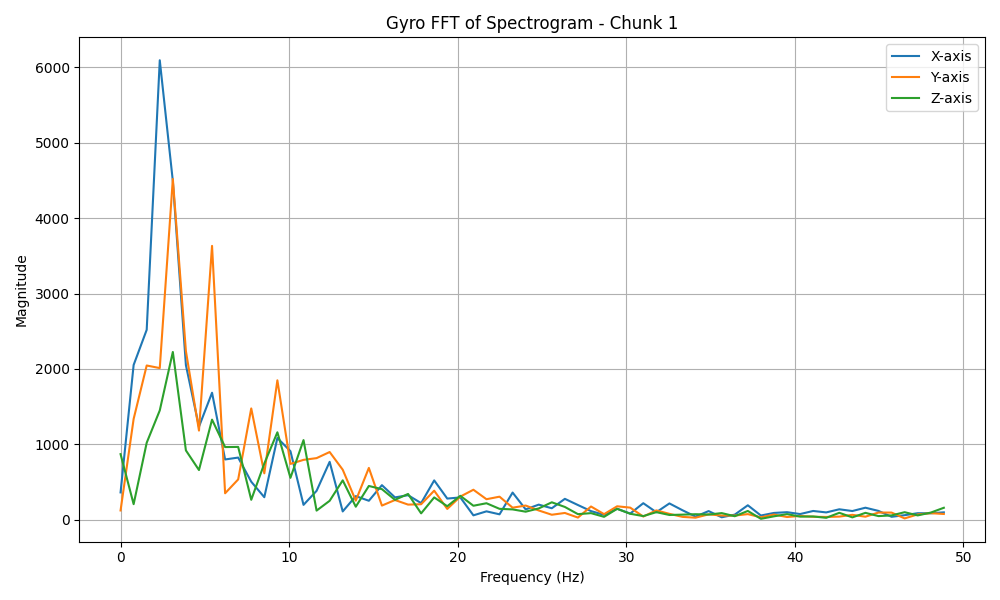 Gyro FFT of Spectrogram - Chunk 1
X-axis
Y-axis
Z-axis
Magnitude
6000
5000
4000
3000
2000
1000
0
0 10 20 30 40 50
Frequency (Hz)